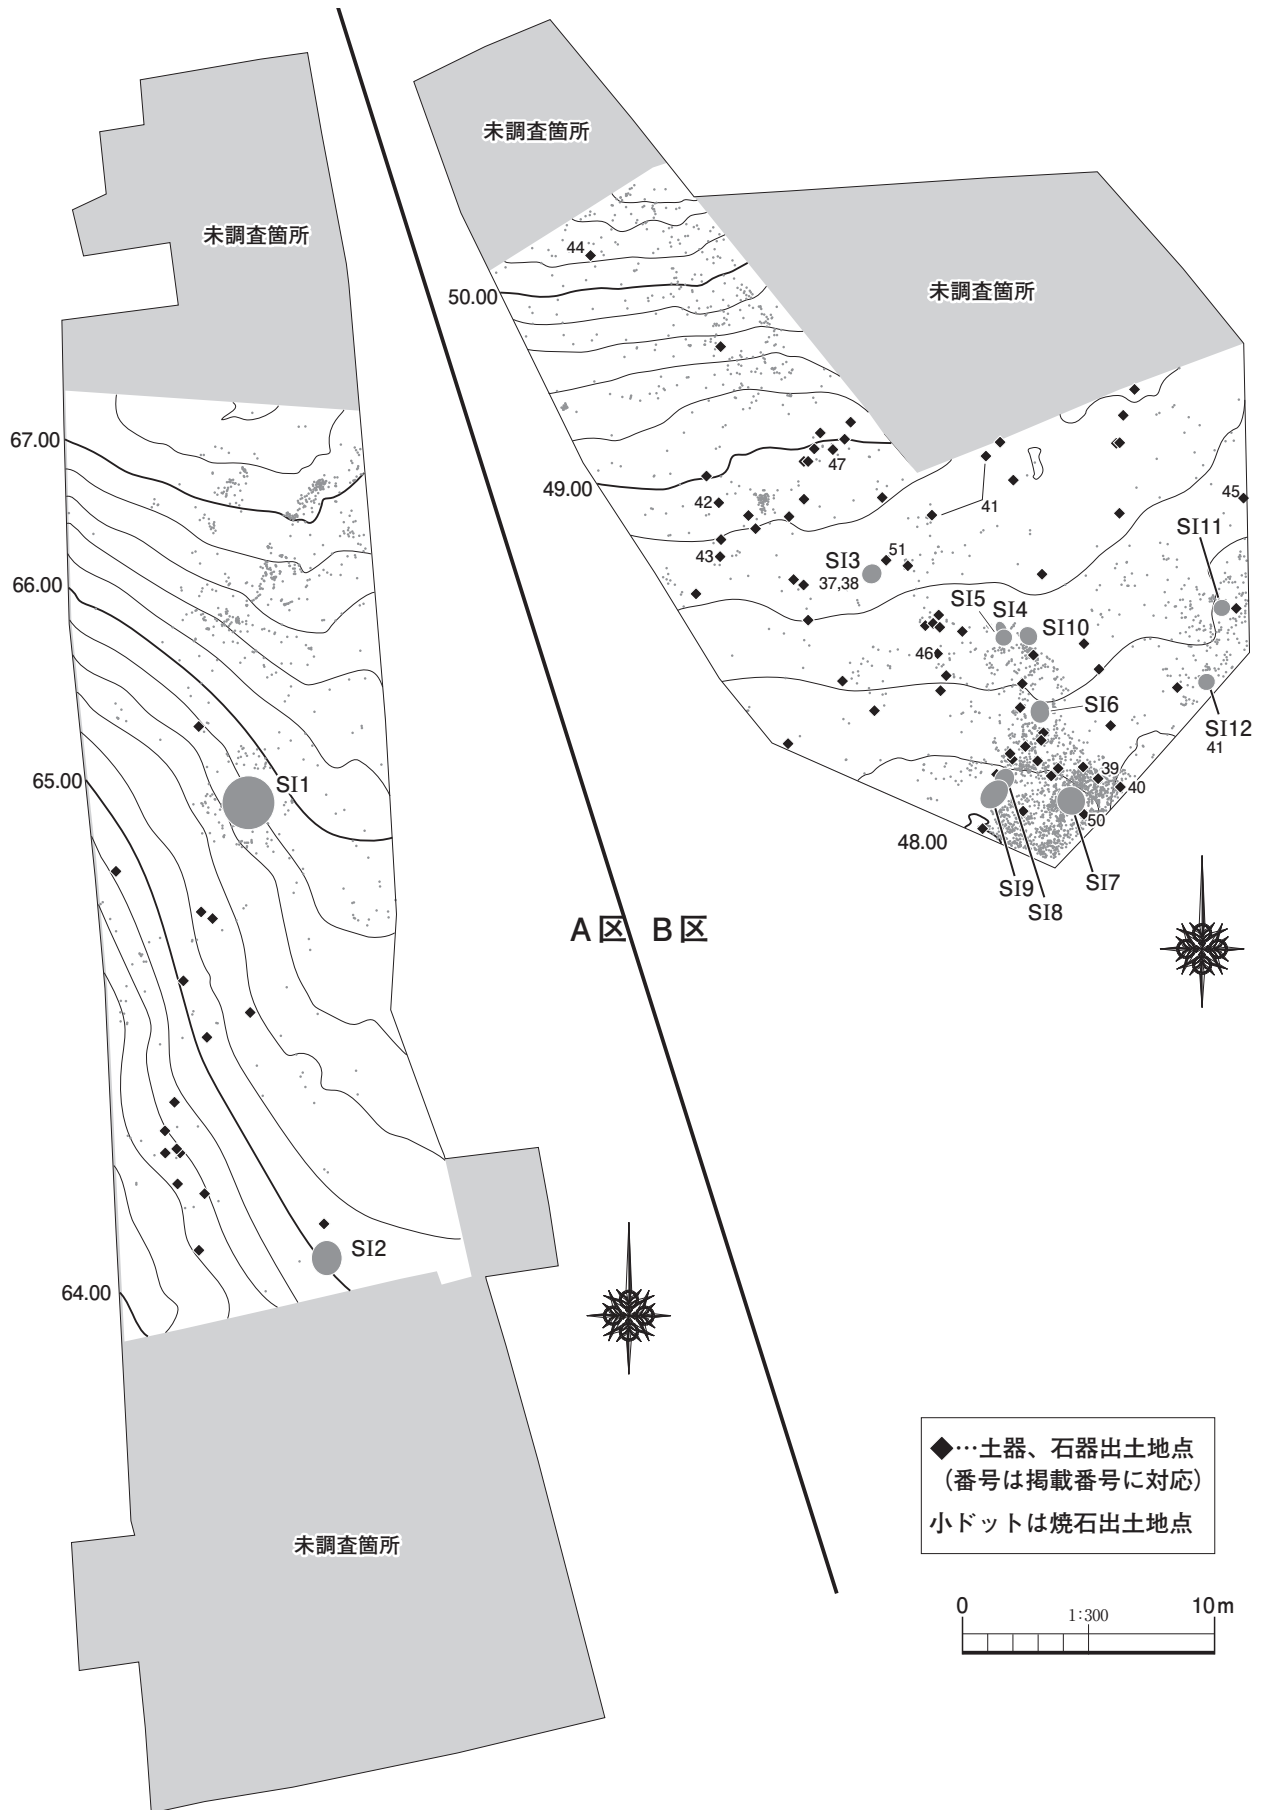 未調査箇所
未調査箇所
未調査箇所
44
50.00
67.00
47
49.00
42
41
45
SI11
43
SI3
51
37,38
66.00
SI5
SI4
SI10
46
SI6
SI12
41
65.00
SI1
39
40
50
48.00
SI9
SI8
SI7
A区
B区
SI2
64.00
◆…土器、石器出土地点
(番号は掲載番号に対応)
小ドットは焼石出土地点
未調査箇所
0
1:300
10m